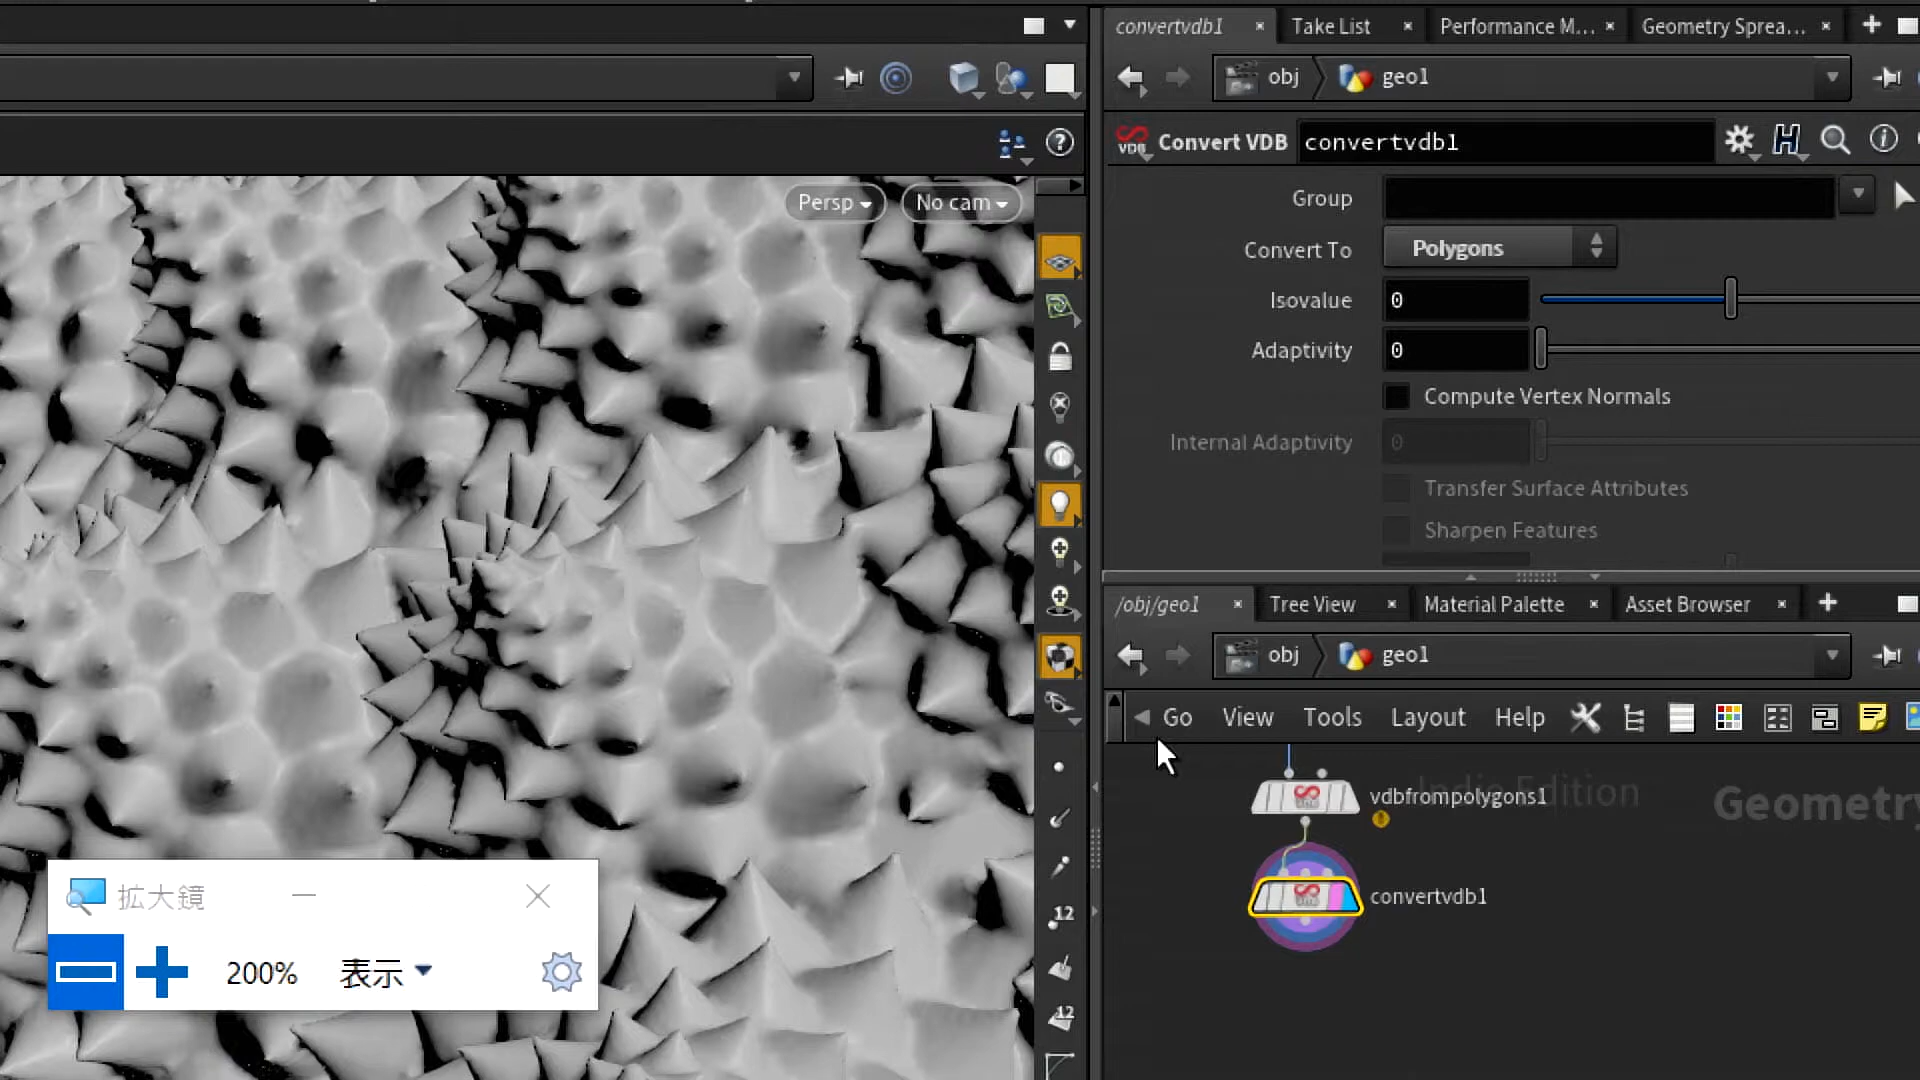 convertvdb1
Take List
Performance M...
Geometry Sprea...
obj
geo1
VDB
Convert VDB
convertvdb1
Group
Convert To
Polygons
Isovalue
0
Adaptivity
0
Compute Vertex Normals
Internal Adaptivity
0
Transfer Surface Attributes
Sharpen Features
Persp
No cam
12
12
/obj/geo1
Tree View
Material Palette
Asset Browser
obj
geo1
Go
View
Tools
Layout
Help
Indie Edition
Geometry
vdbfrompolygons1
convertvdb1
拡大鏡
200%
表示